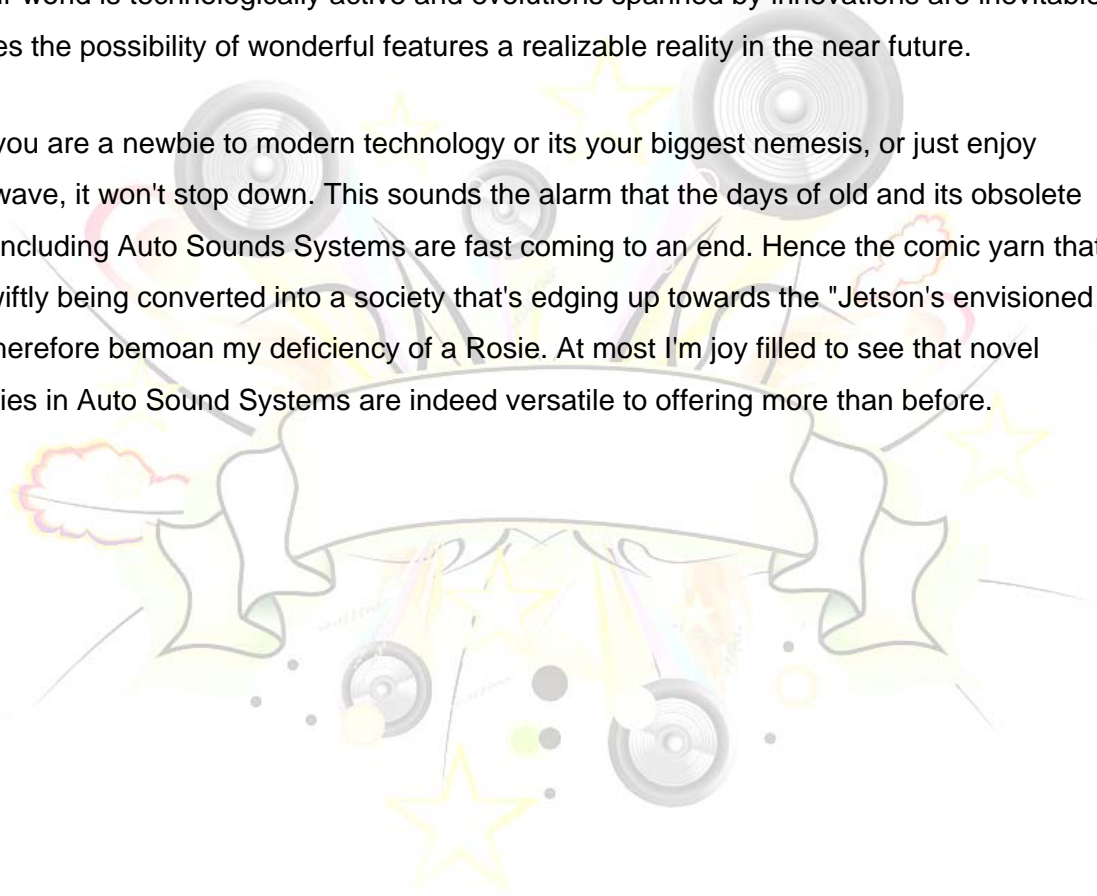 world is technologically active and evolutions spanned by innovations are inevitable
the possibility of wonderful features a realizable reality in the near future.
you are a newbie to modern technology or its your biggest nemesis, or just enjoy
wave, it won't stop down. This sounds the alarm that the days of old and its obsolete
ncluding Auto Sounds Systems are fast coming to an end. Hence the comic yarn that
wiftly being converted into a society that's edging up towards the "Jetson's envisioned
herefore bemoan my deficiency of a Rosie. At most I'm joy filled to see that novel
ies in Auto Sound Systems are indeed versatile to offering more than before.